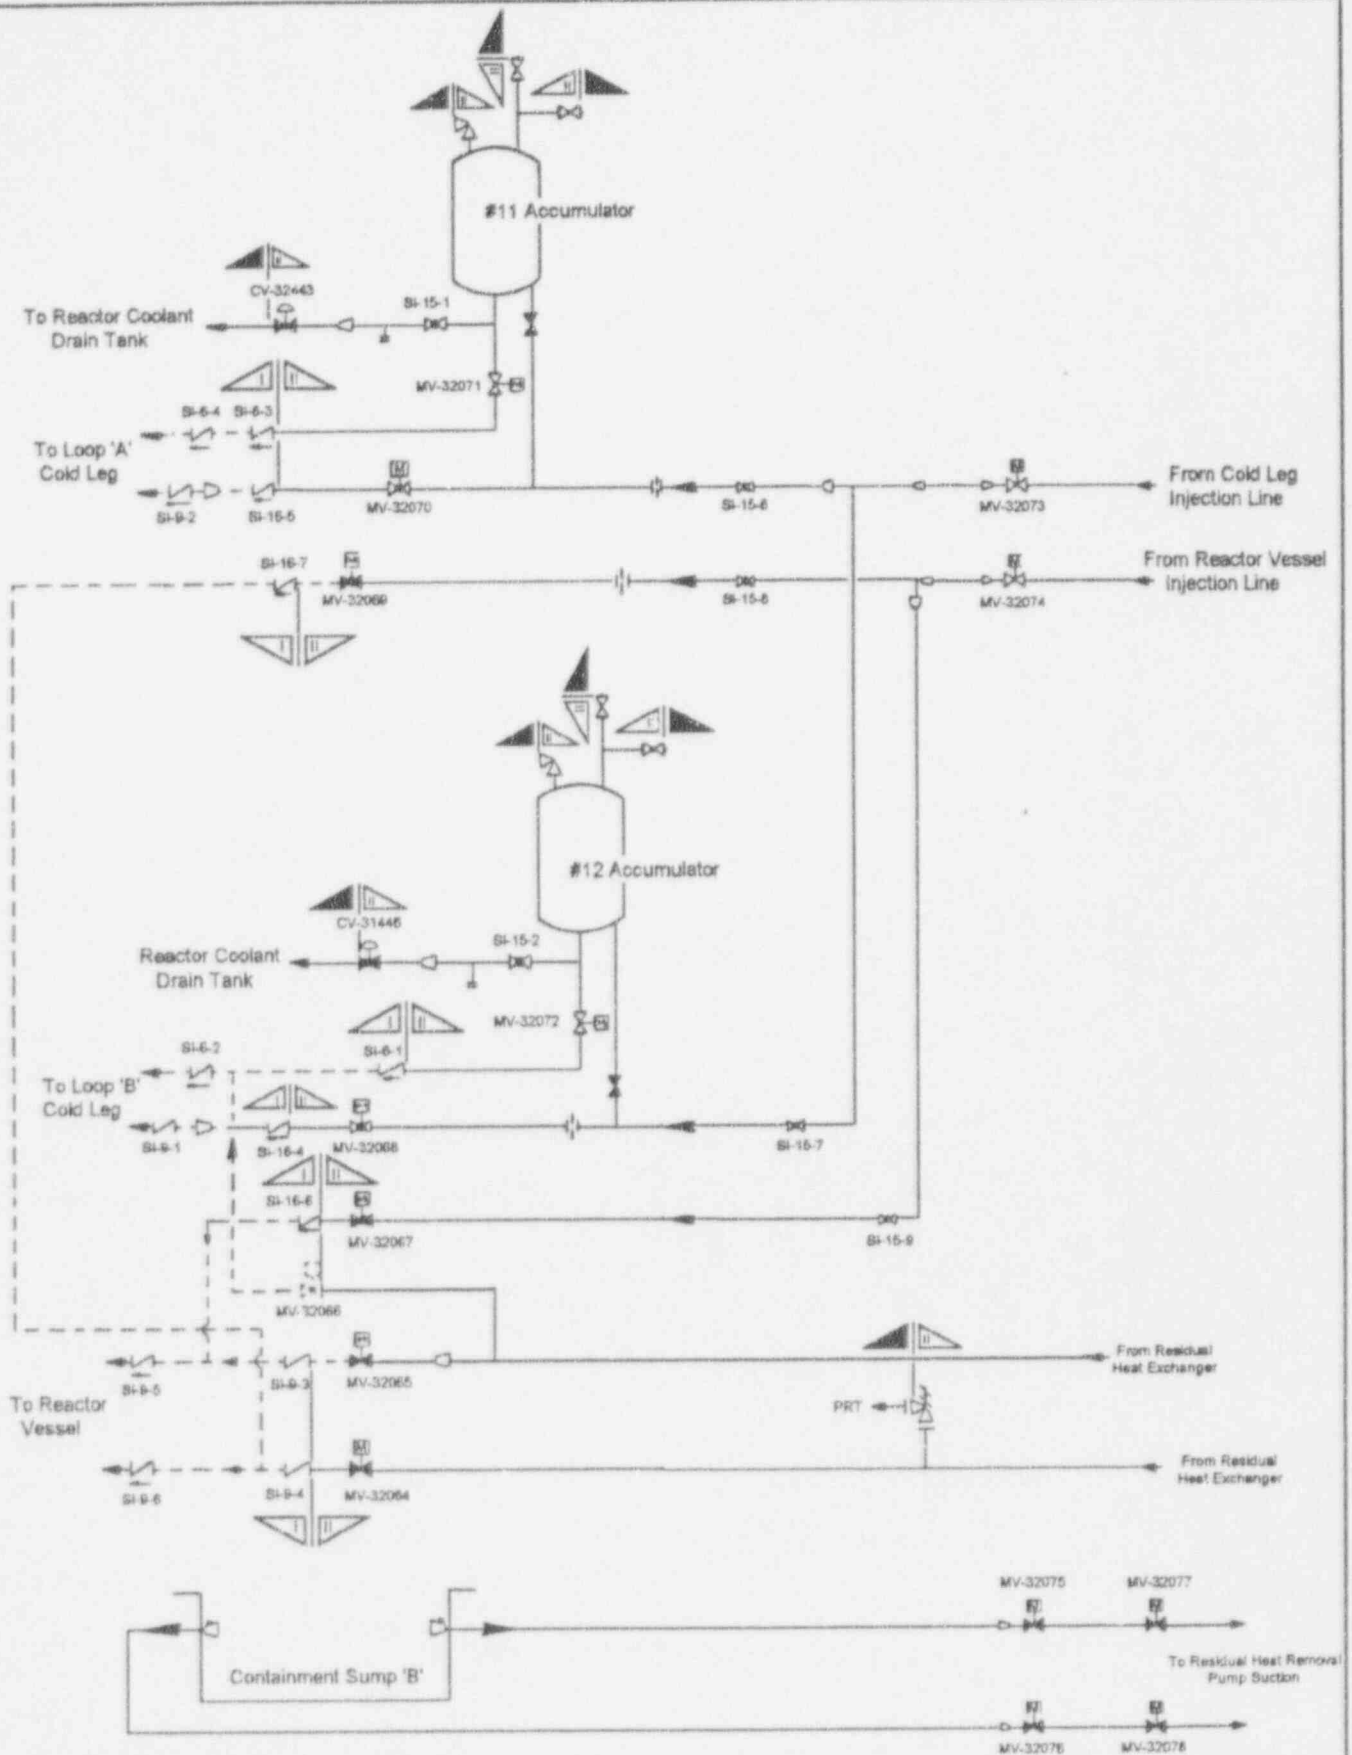 #11 Accumulator
CV-32443
SI-15-1
To Reactor Coolant
Drain Tank
MV-32071
I II
SI-6-4 SI-6-3
To Loop 'A'
Cold Leg
SI-9-2 SI-16-5 MV-32070
SI-15-6
MV-32073
From Cold Leg
Injection Line
SI-16-7
MV-32069
SI-15-8
MV-32074
From Reactor Vessel
Injection Line
I II
#12 Accumulator
CV-31446
SI-15-2
Reactor Coolant
Drain Tank
MV-32072
I II
SI-6-2
SI-6-1
To Loop 'B'
Cold Leg
I II
SI-9-1
SI-16-4
MV-32068
SI-15-7
I II
SI-16-6
MV-32067
SI-15-9
MV-32066
II
From Residual
Heat Exchanger
SI-9-5
SI-9-3
MV-32065
To Reactor
Vessel
PRT
From Residual
Heat Exchanger
SI-9-6
SI-9-4
MV-32064
I II
MV-32075 MV-32077
Containment Sump 'B'
To Residual Heat Removal
Pump Suction
MV-32076 MV-32078